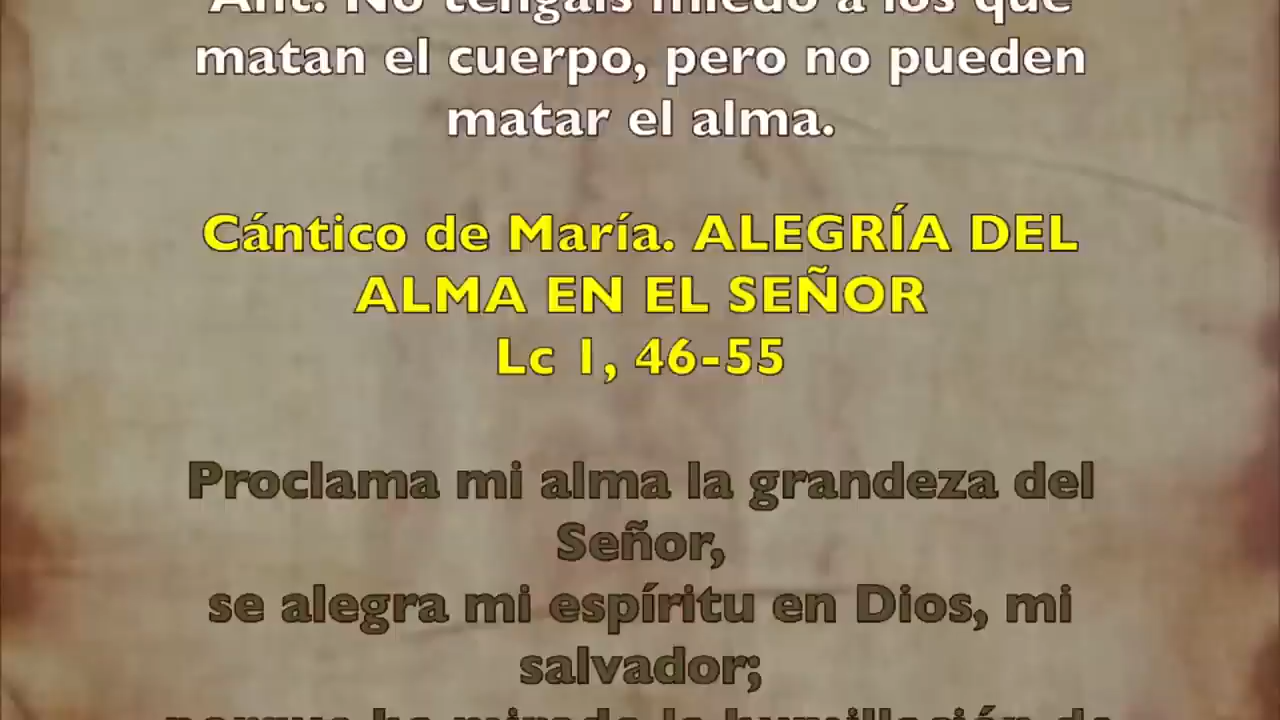 Ant. No tengáis miedo a los que
matan el cuerpo, pero no pueden
matar el alma.
Cántico de María. ALEGRÍA DEL
ALMA EN EL SEÑOR
Lc 1, 46-55
Proclama mi alma la grandeza del
Señor,
se alegra mi espíritu en Dios, mi
salvador;
porque ha mirado la humillación de